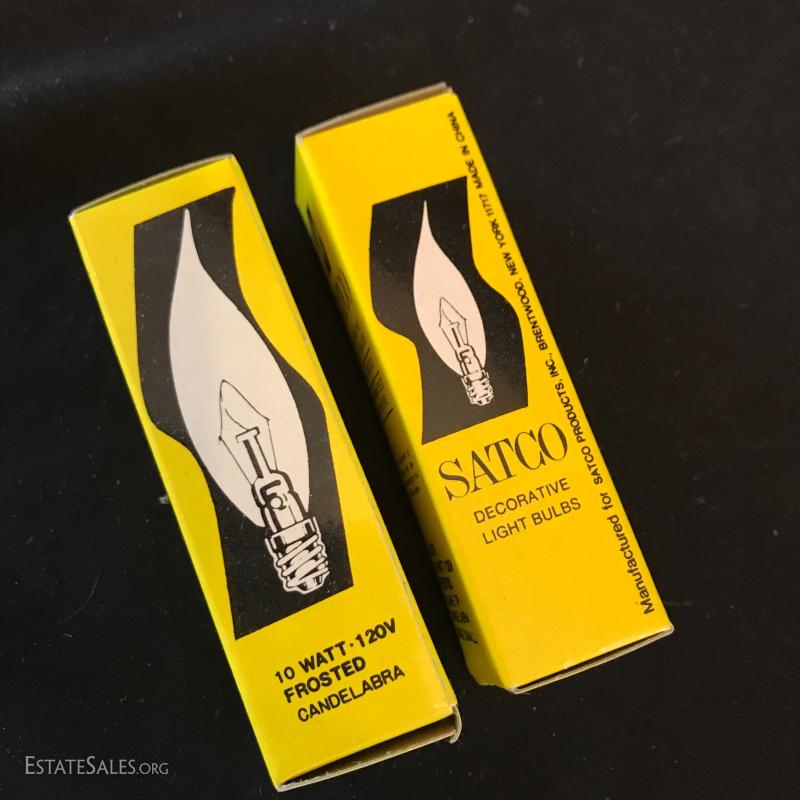 10 WATT·120V
FROSTED
CANDELABRA
SATCO
DECORATIVE
LIGHT BULBS
Manufactured for SATCO PRODUCTS, INC., BRENTWOOD, NEW YORK 11717 MADE IN CHINA
ESTATESALES.ORG